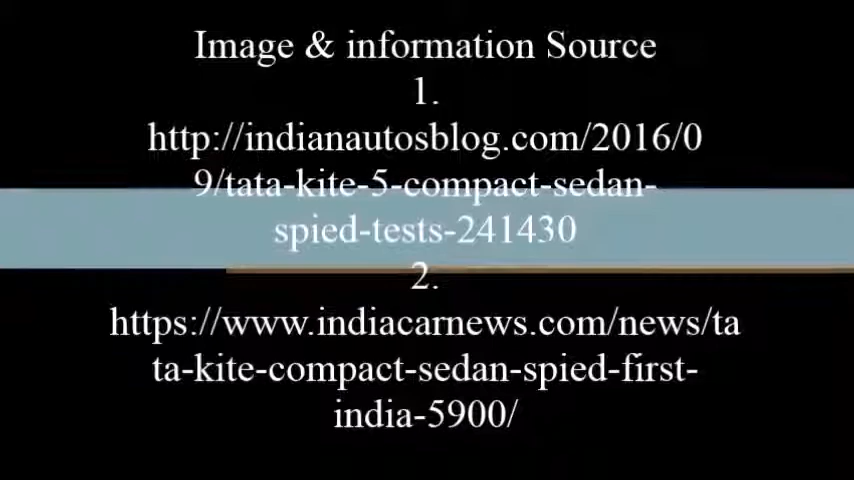 Image & information Source
1.
http://indianautosblog.com/2016/0
9/tata-kite-5-compact-sedan-
spied-tests-241430
2.
https://www.indiacarnews.com/news/ta
ta-kite-compact-sedan-spied-first-
india-5900/